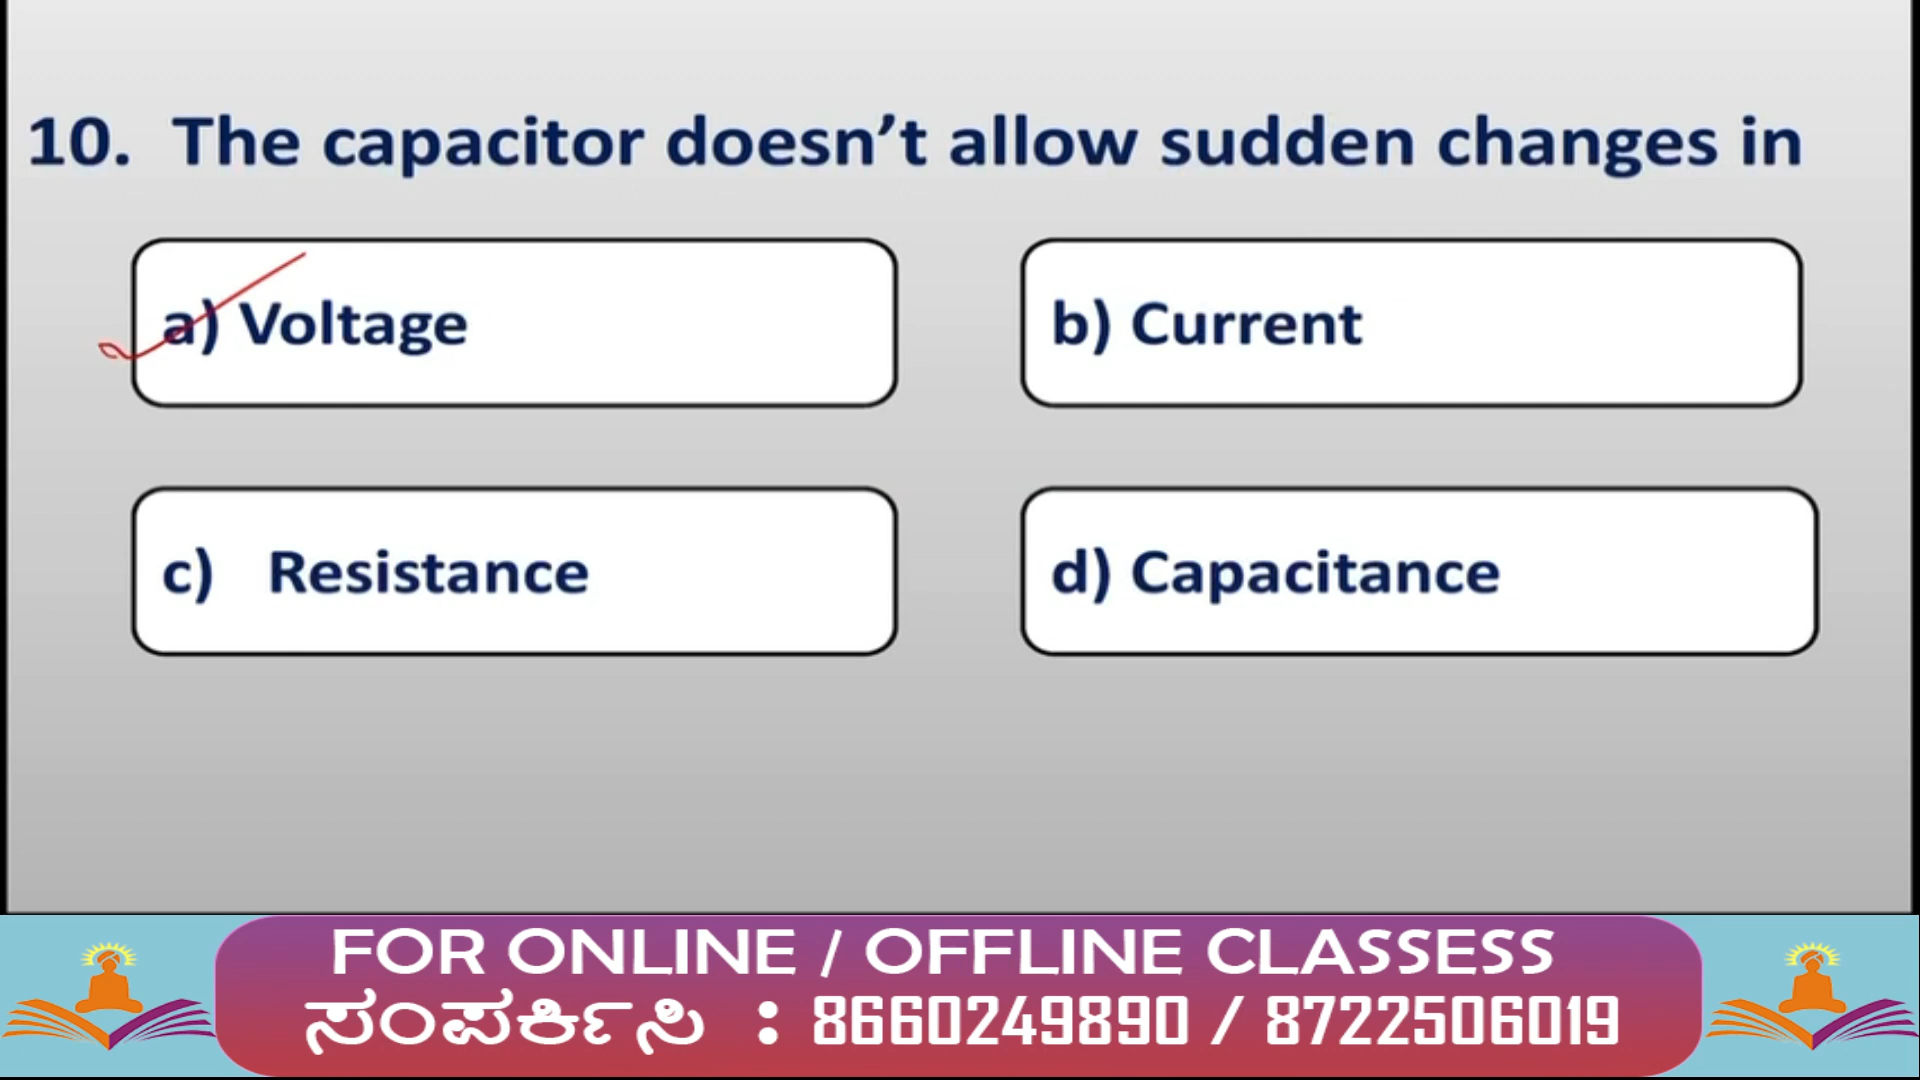 10. The capacitor doesn’t allow sudden changes in
a) Voltage
b) Current
c) Resistance
d) Capacitance
FOR ONLINE / OFFLINE CLASSESS
ಸಂಪರ್ಕಿಸಿ : 8660249890 / 8722506019